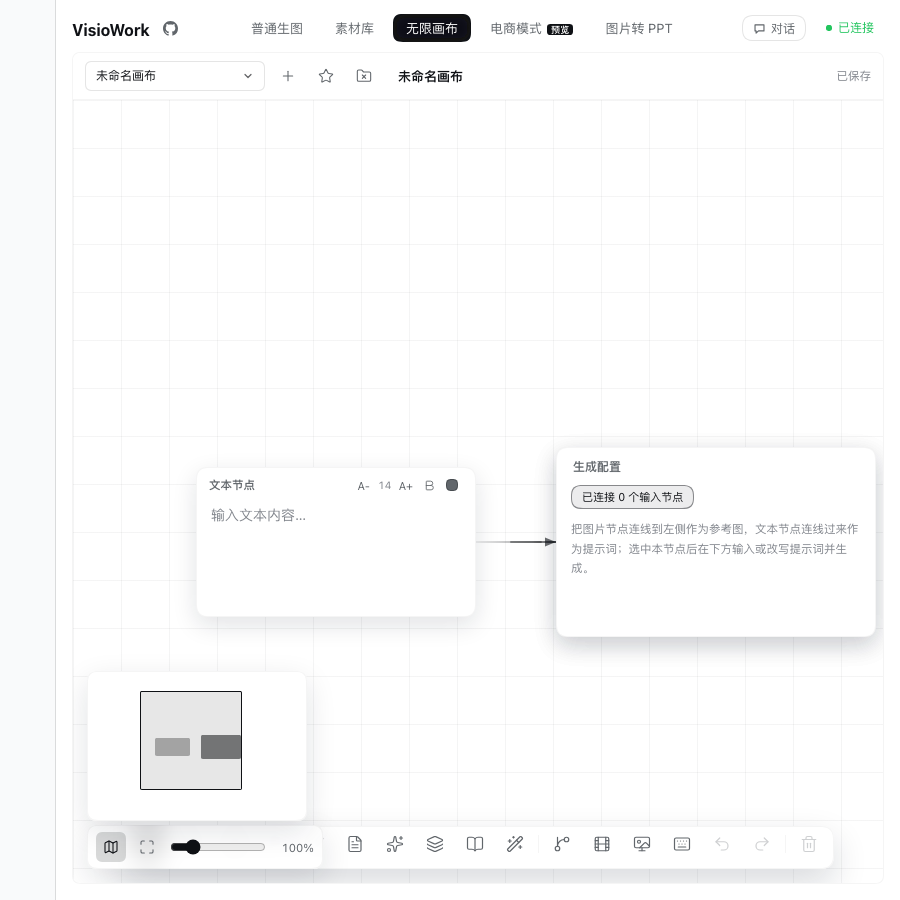 VisioWork
普通生图
素材库
无限画布
电商模式 预览
图片转 PPT
对话
已连接
未命名画布
未命名画布
已保存
生成配置
已连接 0 个输入节点
把图片节点连线到左侧作为参考图，文本节点连线过来作
为提示词；选中本节点后在下方输入或改写提示词并生
成。
文本节点
A- 14 A+ B
输入文本内容...
100%